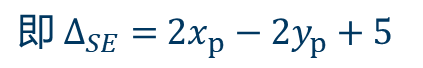 即 Δ_{SE} = 2x_p − 2y_p + 5